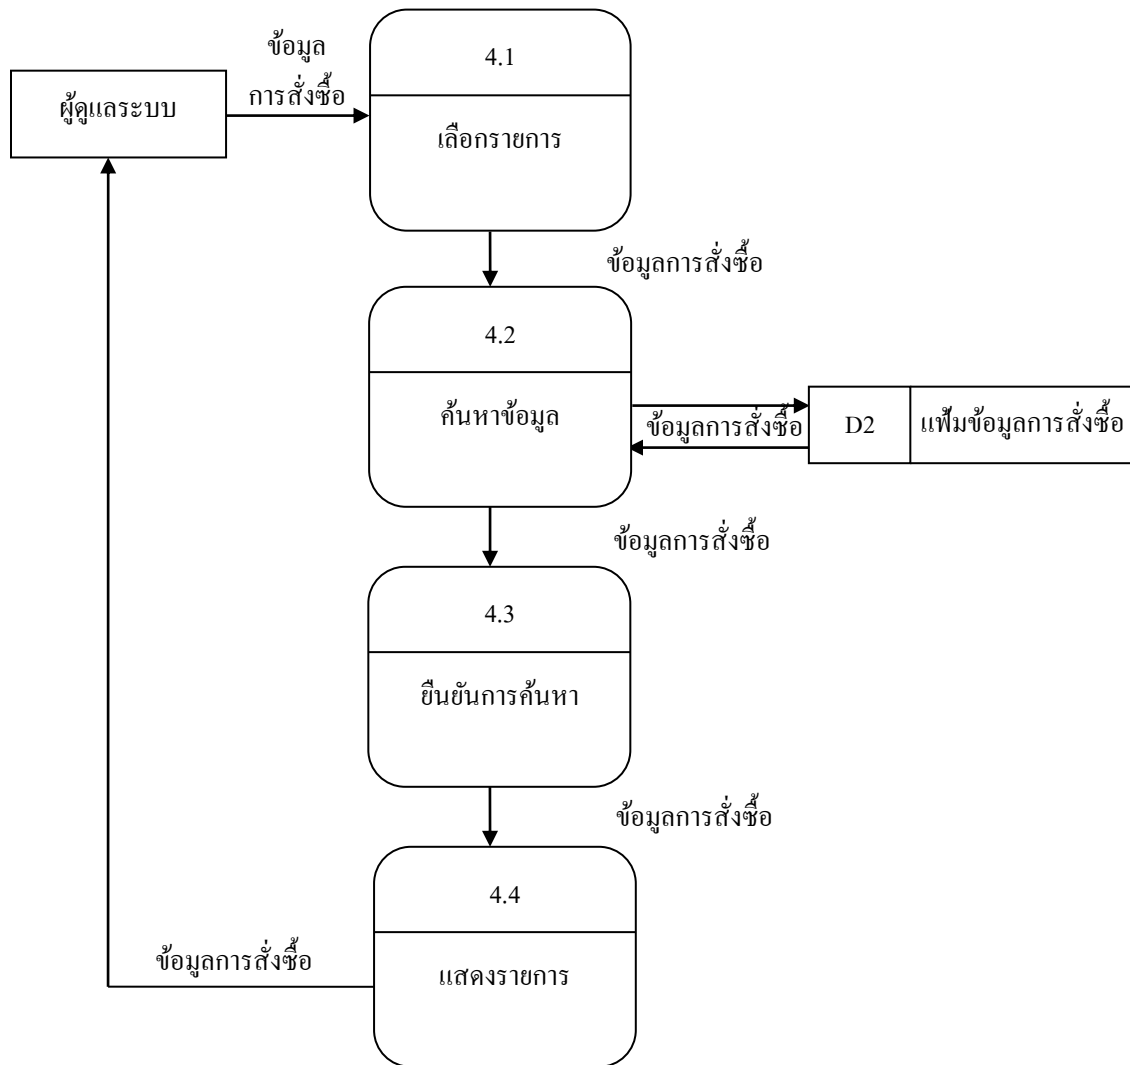 ข้อมูล
การสั่งซื้อ
ผู้ดูแลระบบ
4.1
เลือกรายการ
ข้อมูลการสั่งซื้อ
4.2
ค้นหาข้อมูล
ข้อมูลการสั่งซื้อ
D2
แฟ้มข้อมูลการสั่งซื้อ
ข้อมูลการสั่งซื้อ
4.3
ยืนยันการค้นหา
ข้อมูลการสั่งซื้อ
4.4
แสดงรายการ
ข้อมูลการสั่งซื้อ